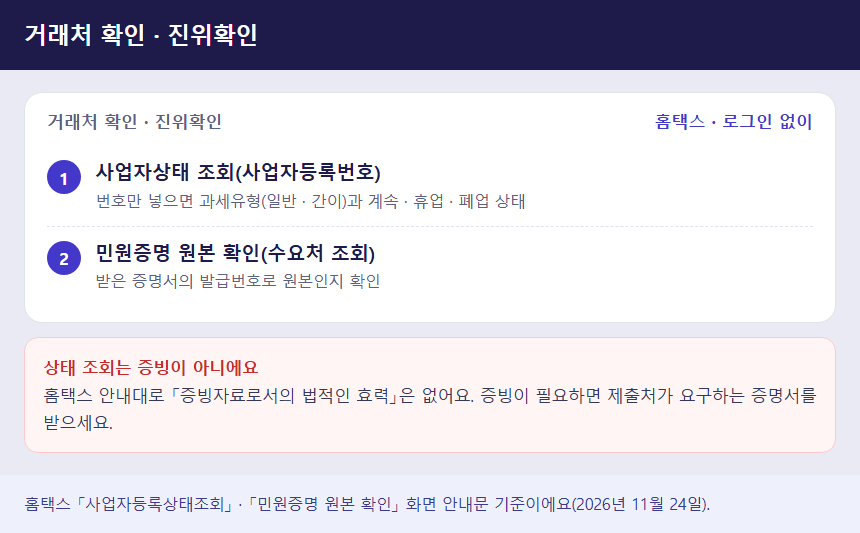 거래처 확인 · 진위확인
거래처 확인 · 진위확인
홈택스 · 로그인 없이
1
사업자상태 조회(사업자등록번호)
번호만 넣으면 과세유형(일반 · 간이)과 계속 · 휴업 · 폐업 상태
2
민원증명 원본 확인(수요처 조회)
받은 증명서의 발급번호로 원본인지 확인
상태 조회는 증빙이 아니에요
홈택스 안내대로 「증빙자료로서의 법적인 효력」은 없어요. 증빙이 필요하면 제출처가 요구하는 증명서를
받으세요.
홈택스 「사업자등록상태조회」·「민원증명 원본 확인」 화면 안내문 기준이에요(2026년 11월 24일).